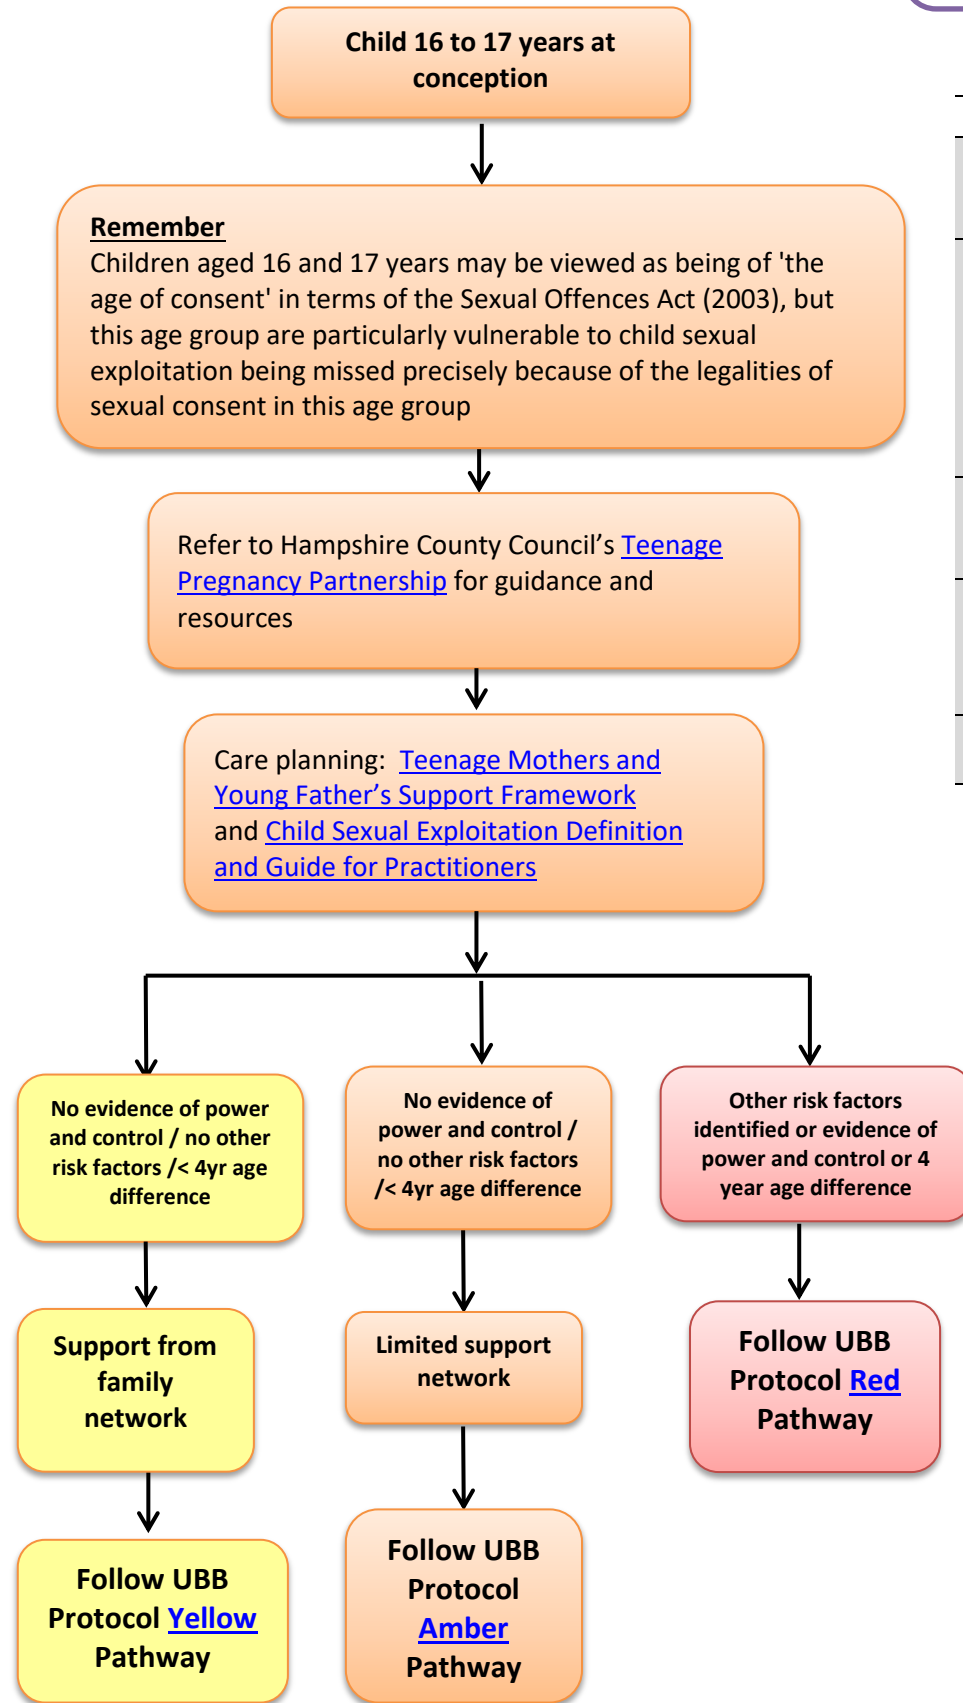 Child 16 to 17 years at
conception
Remember
Children aged 16 and 17 years may be viewed as being of 'the
age of consent' in terms of the Sexual Offences Act (2003), but
this age group are particularly vulnerable to child sexual
exploitation being missed precisely because of the legalities of
sexual consent in this age group
Refer to Hampshire County Council’s Teenage
Pregnancy Partnership for guidance and
resources
Care planning: Teenage Mothers and
Young Father’s Support Framework
and Child Sexual Exploitation Definition
and Guide for Practitioners
No evidence of power
and control / no other
risk factors /< 4yr age
difference
No evidence of
power and control /
no other risk factors
/< 4yr age difference
Other risk factors
identified or evidence of
power and control or 4
year age difference
Support from
family
network
Limited support
network
Follow UBB
Protocol Red
Pathway
Follow UBB
Protocol Yellow
Pathway
Follow UBB
Protocol
Amber
Pathway